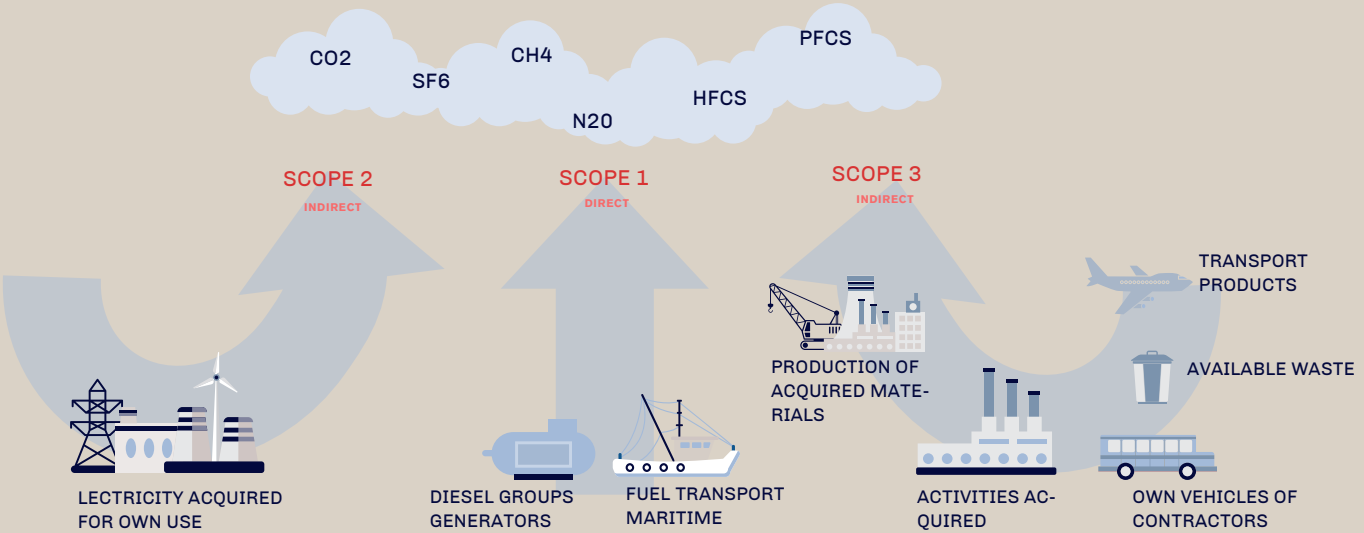 CO2
SF6
CH4
N20
HFCS
PFCS
SCOPE 2
INDIRECT
SCOPE 1
DIRECT
SCOPE 3
INDIRECT
TRANSPORT
PRODUCTS
AVAILABLE WASTE
PRODUCTION OF
ACQUIRED MATE-
RIALS
LECTRICITY ACQUIRED
FOR OWN USE
DIESEL GROUPS
GENERATORS
FUEL TRANSPORT
MARITIME
ACTIVITIES AC-
QUIRED
OWN VEHICLES OF
CONTRACTORS